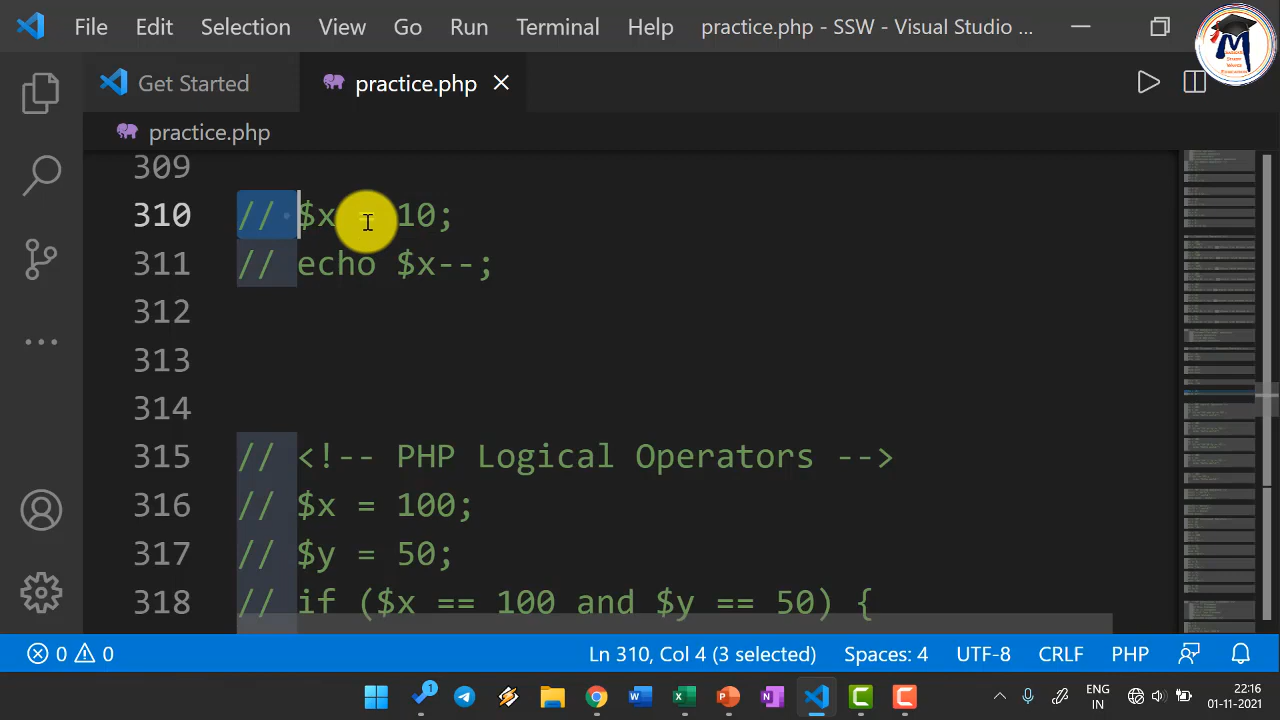 File Edit Selection View Go Run Terminal Help practice.php - SSW - Visual Studio ...
Get Started practice.php
practice.php
309
310 // $x = 10;
311 // echo $x--;
312
313
314
315 // <!-- PHP Logical Operators -->
316 // $x = 100;
317 // $y = 50;
318 // if ($x == 100 and $y == 50) {
0 0 Ln 310, Col 4 (3 selected) Spaces: 4 UTF-8 CRLF PHP
1 ENG 22:16
IN 01-11-2021